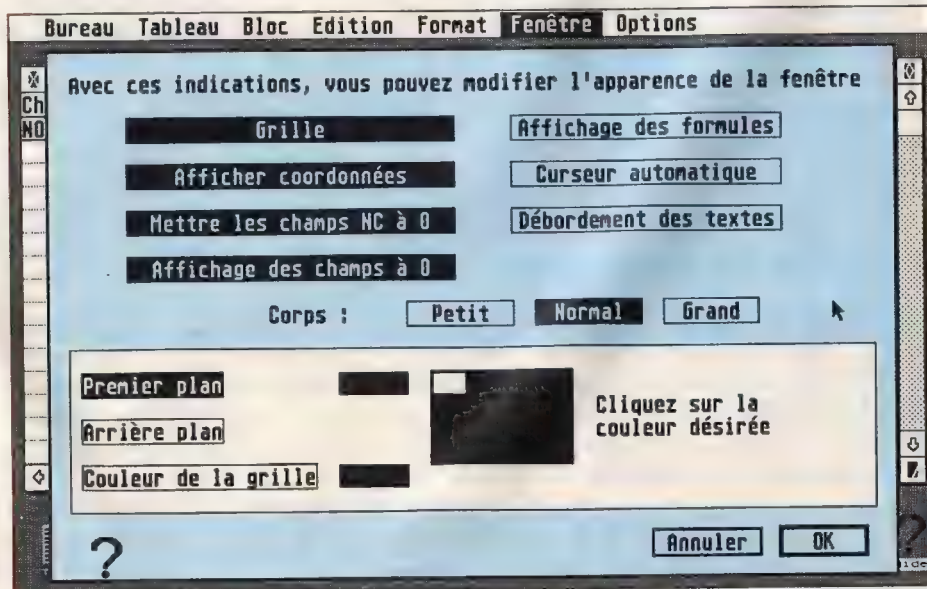 Bureau Tableau Bloc Edition Format Fenêtre Options
Avec ces indications, vous pouvez modifier l'apparence de la fenêtre
Ch
NO
Grille
Affichage des formules
Afficher coordonnées
Curseur automatique
Mettre les champs NC à 0
Débordement des textes
Affichage des champs à 0
Corps : Petit Normal Grand
Premier plan
Arrière plan
Couleur de la grille
Cliquez sur la
couleur désirée
?
Annuler OK
?